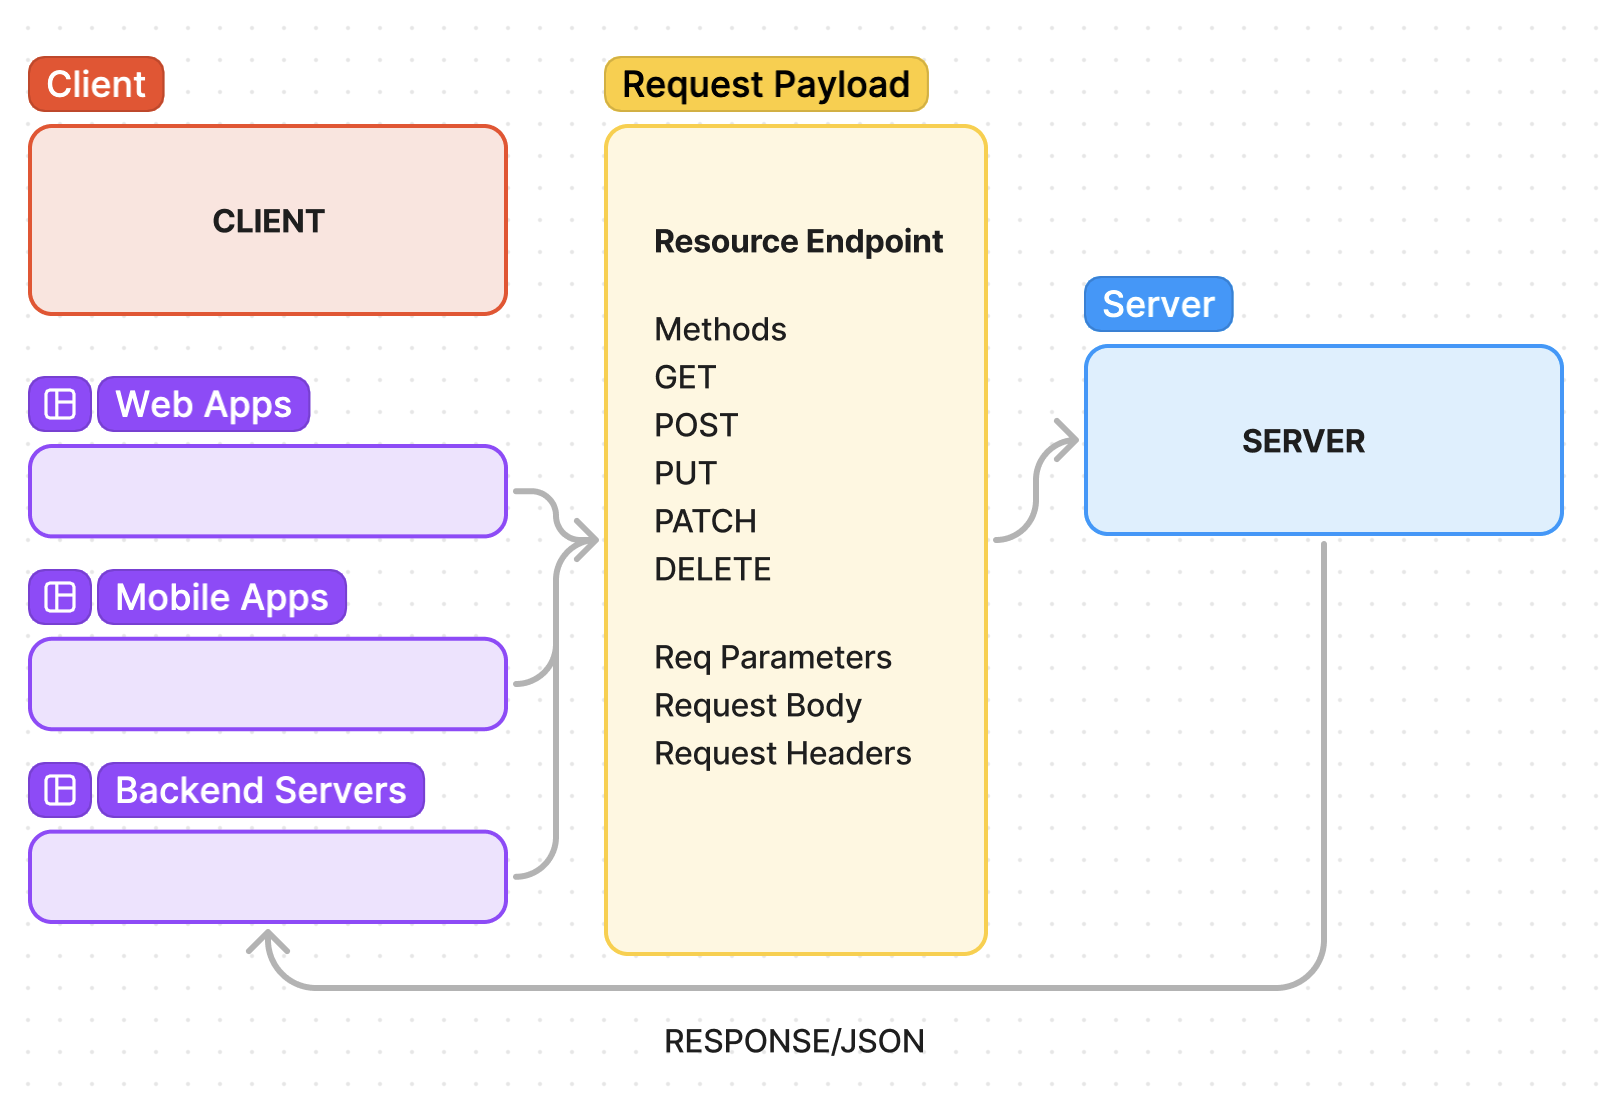 Client
CLIENT
Web Apps
Mobile Apps
Backend Servers
Request Payload
Resource Endpoint
Methods
GET
POST
PUT
PATCH
DELETE
Req Parameters
Request Body
Request Headers
Server
SERVER
RESPONSE/JSON